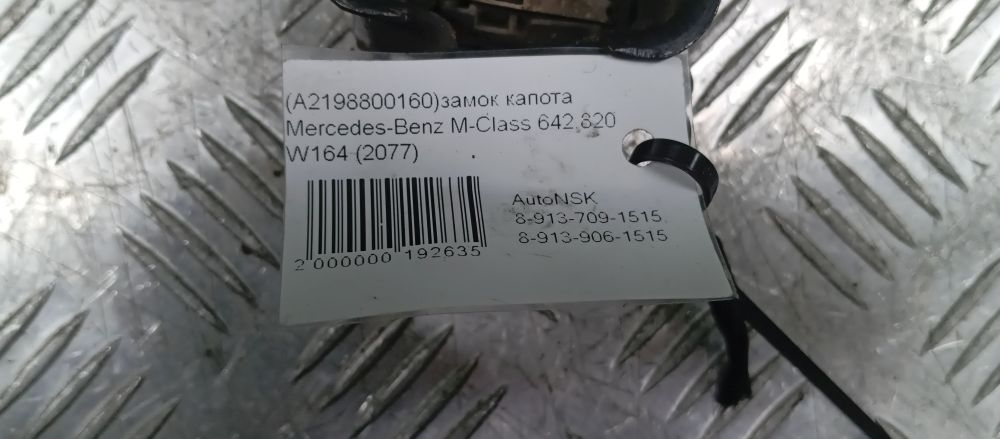 (A2198800160)замок капота
Mercedes-Benz M-Class 642.820
W164 (2077)
AutoNSK
8-913-709-1515,
8-913-906-1515
2 000000 192635